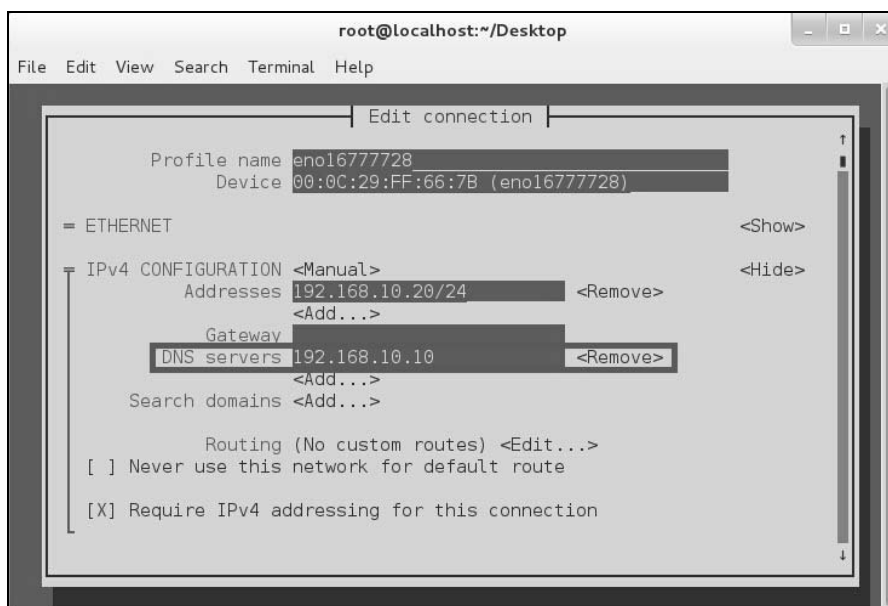 root@localhost:~/Desktop
File Edit View Search Terminal Help
Edit connection
Profile name eno16777728
Device 00:0C:29:FF:66:7B (eno16777728)
= ETHERNET <Show>
IPv4 CONFIGURATION <Manual> <Hide>
Addresses 192.168.10.20/24 <Remove>
<Add...>
Gateway
DNS servers 192.168.10.10 <Remove>
<Add...>
Search domains <Add...>
Routing (No custom routes) <Edit...>
[ ] Never use this network for default route
[X] Require IPv4 addressing for this connection